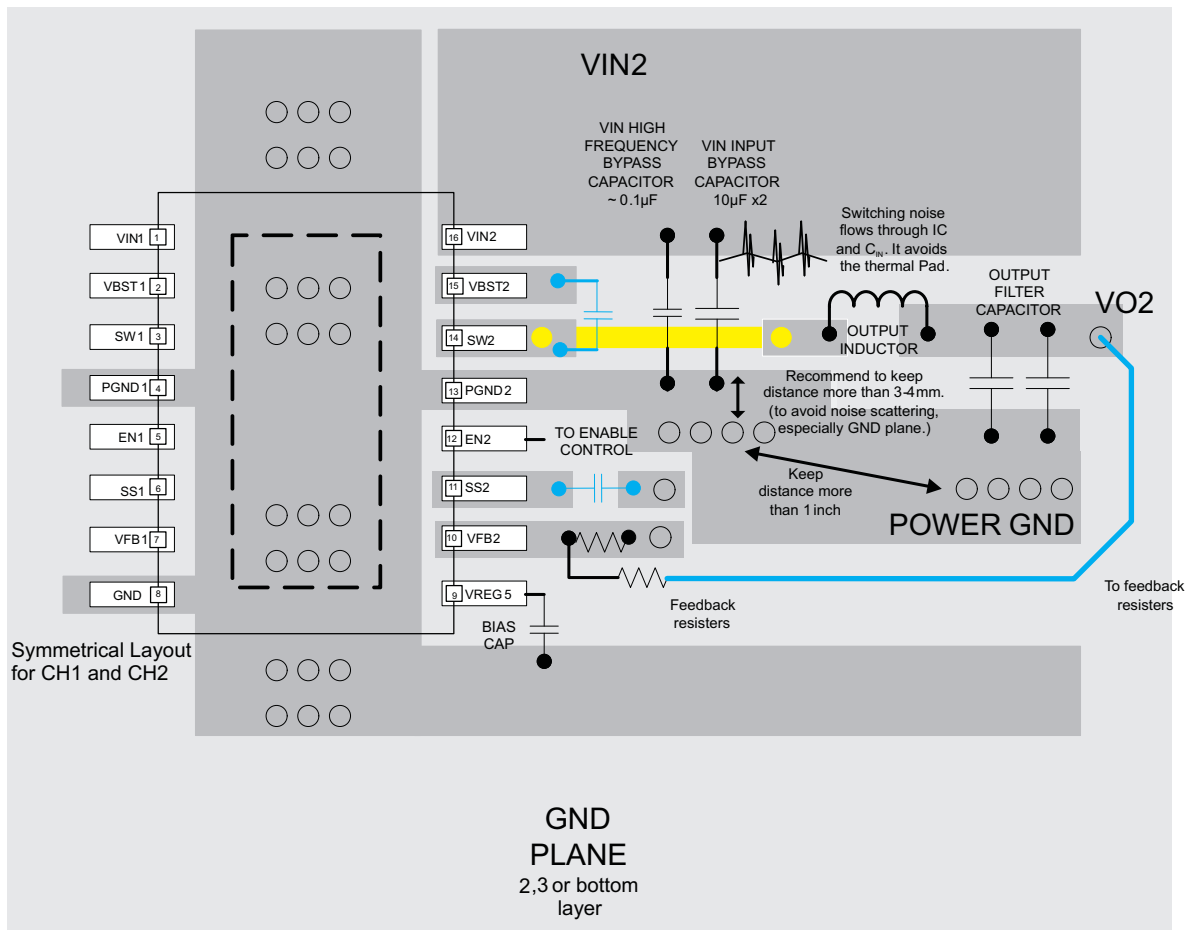 VIN2
VIN HIGH
FREQUENCY
BYPASS
CAPACITOR
~ 0.1µF
VIN INPUT
BYPASS
CAPACITOR
10µF x2
Switching noise
flows through IC
and CIN. It avoids
the thermal Pad.
OUTPUT
FILTER
CAPACITOR
VO2
OUTPUT
INDUCTOR
VIN1 1
VBST1 2
SW1 3
PGND1 4
EN1 5
SS1 6
VFB1 7
GND 8
16 VIN2
15 VBST2
14 SW2
13 PGND2
12 EN2
11 SS2
10 VFB2
9 VREG5
Recommend to keep
distance more than 3-4mm.
(to avoid noise scattering,
especially GND plane.)
TO ENABLE
CONTROL
Keep
distance more
than 1 inch
POWER GND
To feedback
resisters
Feedback
resisters
BIAS
CAP
Symmetrical Layout
for CH1 and CH2
GND
PLANE
2,3 or bottom
layer